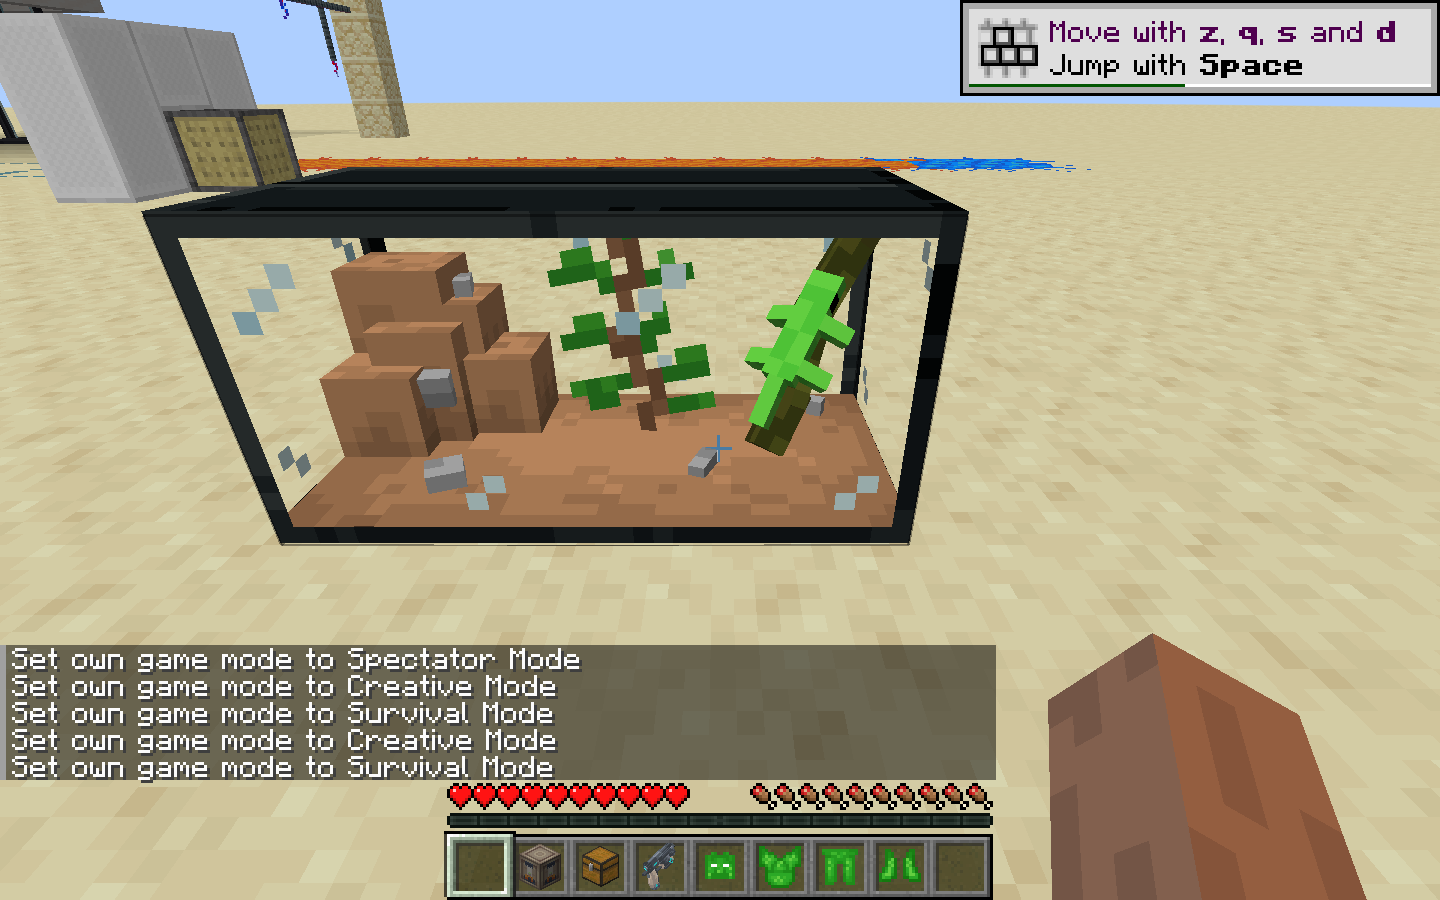 Move with z, q, s and d
Jump with Space
Set own game mode to Spectator Mode
Set own game mode to Creative Mode
Set own game mode to Survival Mode
Set own game mode to Creative Mode
Set own game mode to Survival Mode